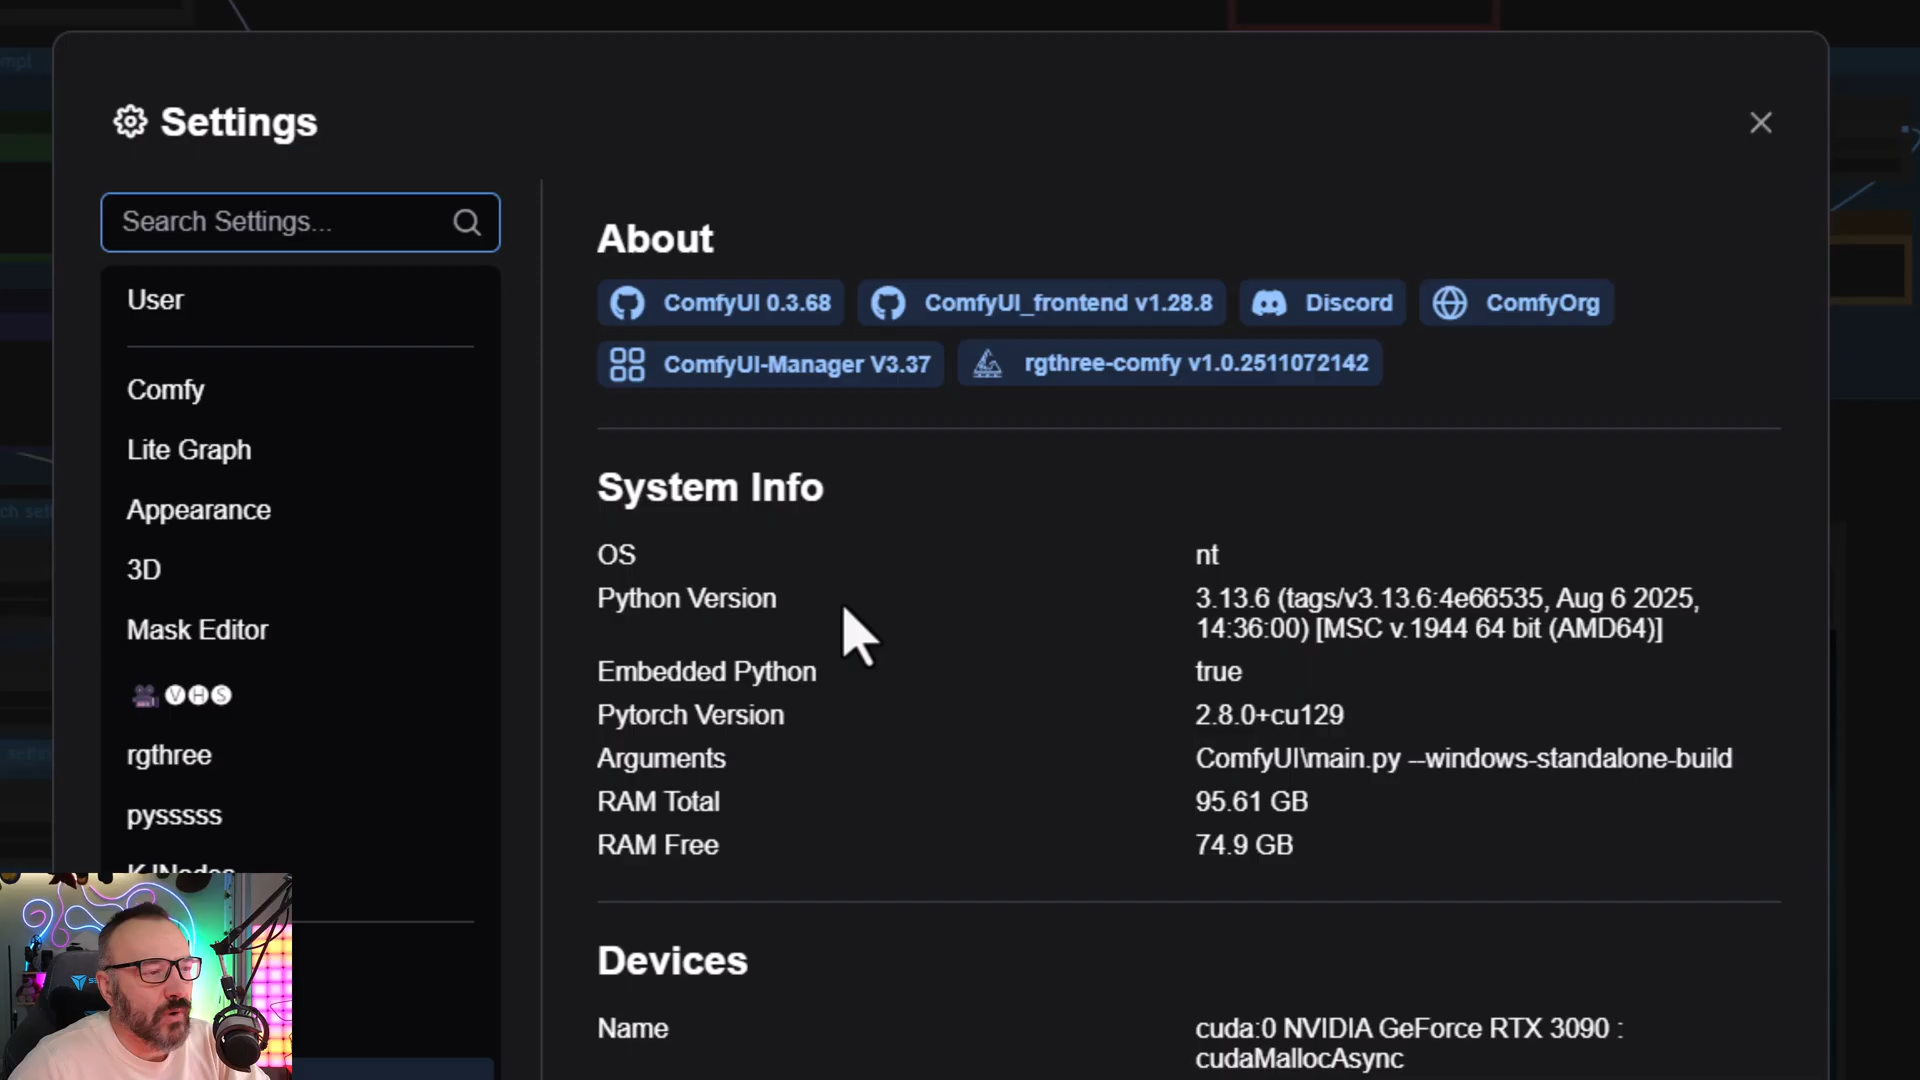 Settings
Search Settings...
User
Comfy
Lite Graph
Appearance
3D
Mask Editor
🅥🅗🅢
rgthree
pysssss
KJNodes
About
ComfyUI 0.3.68
ComfyUI_frontend v1.28.8
Discord
ComfyOrg
ComfyUI-Manager V3.37
rgthree-comfy v1.0.2511072142
System Info
OS
nt
Python Version
3.13.6 (tags/v3.13.6:4e66535, Aug 6 2025,
14:36:00) [MSC v.1944 64 bit (AMD64)]
Embedded Python
true
Pytorch Version
2.8.0+cu129
Arguments
ComfyUI\main.py --windows-standalone-build
RAM Total
95.61 GB
RAM Free
74.9 GB
Devices
Name
cuda:0 NVIDIA GeForce RTX 3090 :
cudaMallocAsync